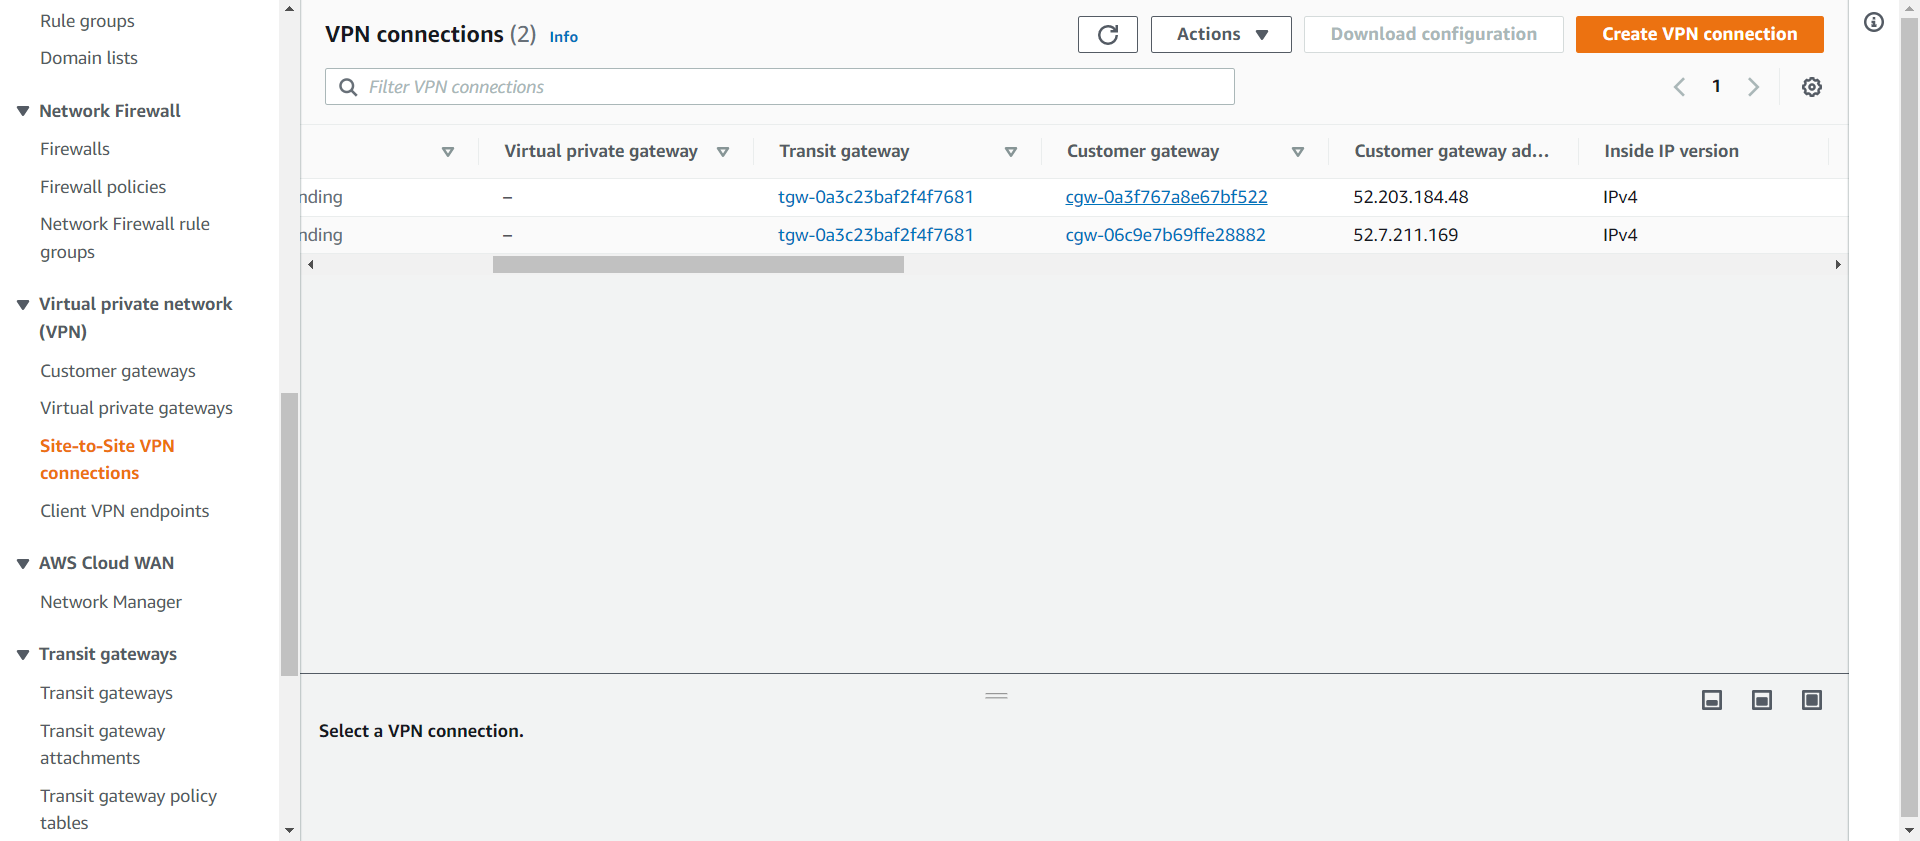 Rule groups
Domain lists
Network Firewall
Firewalls
Firewall policies
Network Firewall rule
groups
Virtual private network
(VPN)
Customer gateways
Virtual private gateways
Site-to-Site VPN
connections
Client VPN endpoints
AWS Cloud WAN
Network Manager
Transit gateways
Transit gateways
Transit gateway
attachments
Transit gateway policy
tables
VPN connections (2) Info
Actions
Download configuration
Create VPN connection
Filter VPN connections
1
Virtual private gateway Transit gateway Customer gateway Customer gateway ad... Inside IP version
nding – tgw-0a3c23baf2f4f7681 cgw-0a3f767a8e67bf522 52.203.184.48 IPv4
nding – tgw-0a3c23baf2f4f7681 cgw-06c9e7b69ffe28882 52.7.211.169 IPv4
Select a VPN connection.